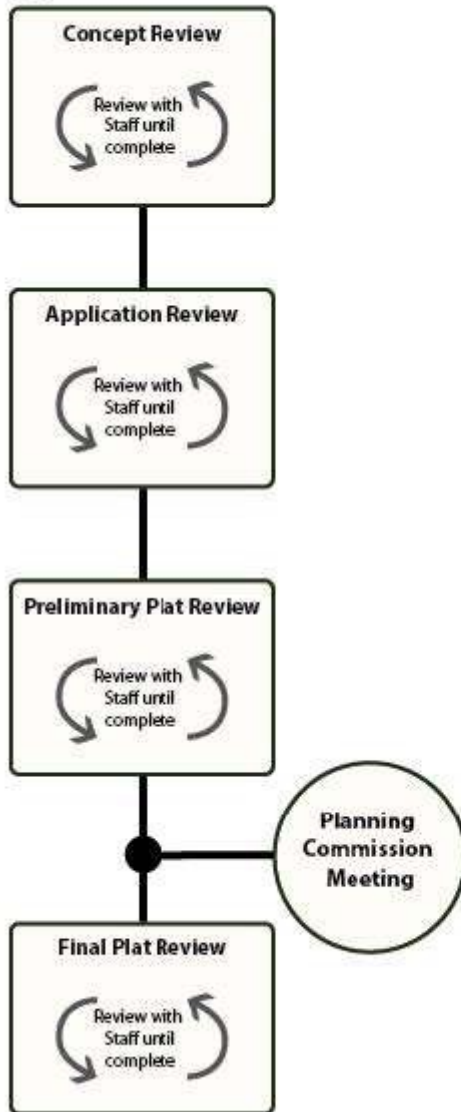 Concept Review
Review with
Staff until
complete
Application Review
Review with
Staff until
complete
Preliminary Plat Review
Review with
Staff until
complete
Planning
Commission
Meeting
Final Plat Review
Review with
Staff until
complete